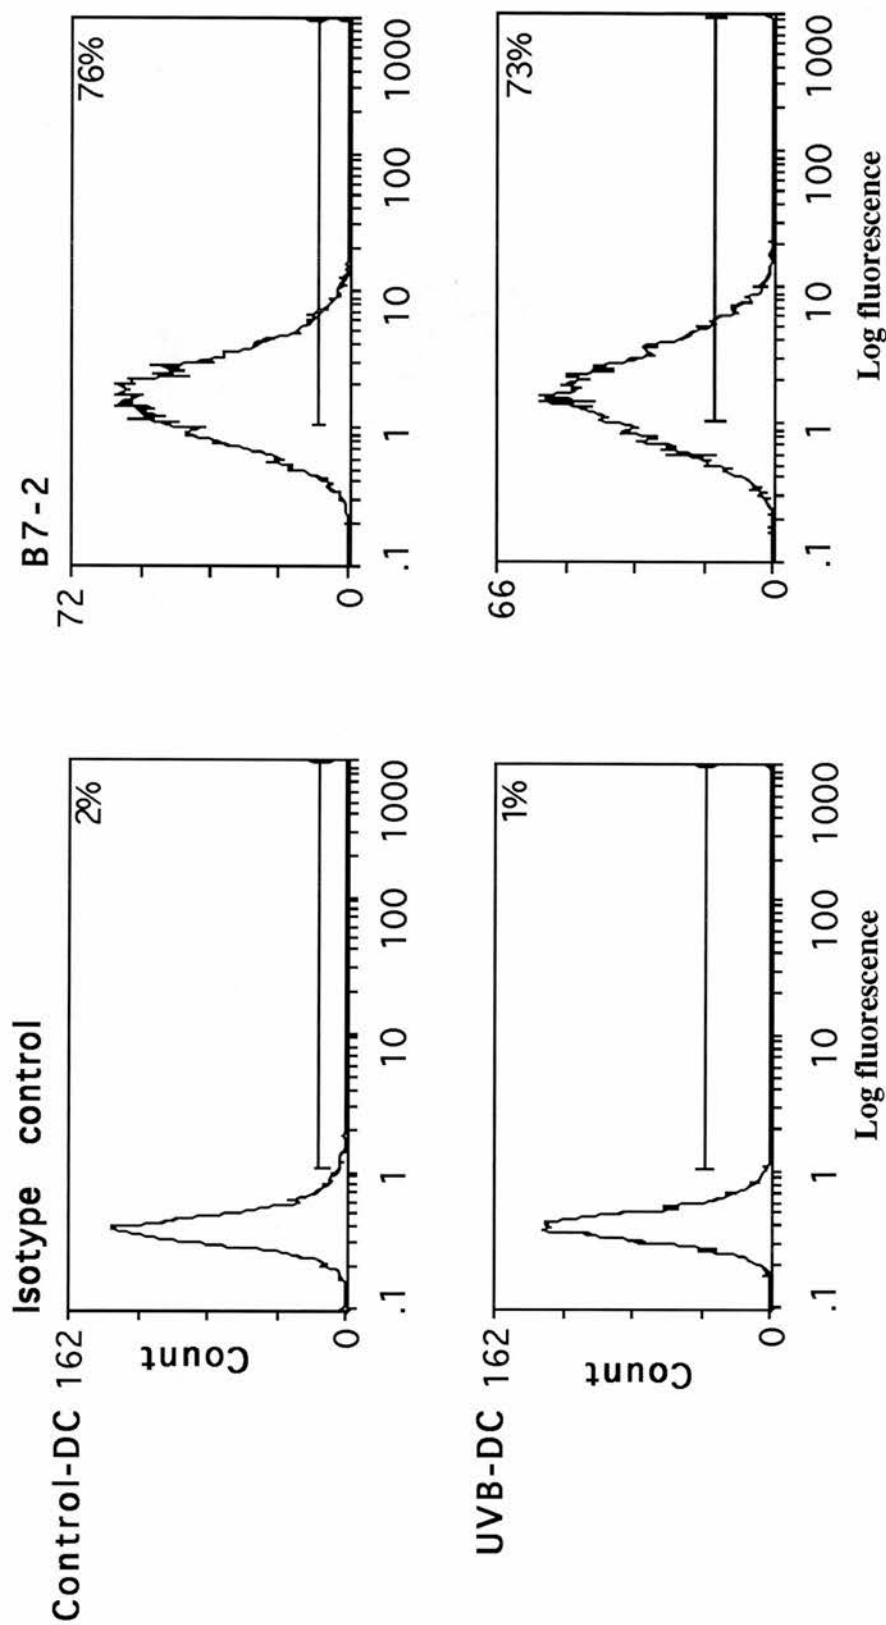 Isotype control
B7-2
Control-DC
162
Count
0
2%
.1 1 10 100 1000
72
0
76%
.1 1 10 100 1000
UVB-DC
162
Count
0
1%
.1 1 10 100 1000
Log fluorescence
66
0
73%
.1 1 10 100 1000
Log fluorescence